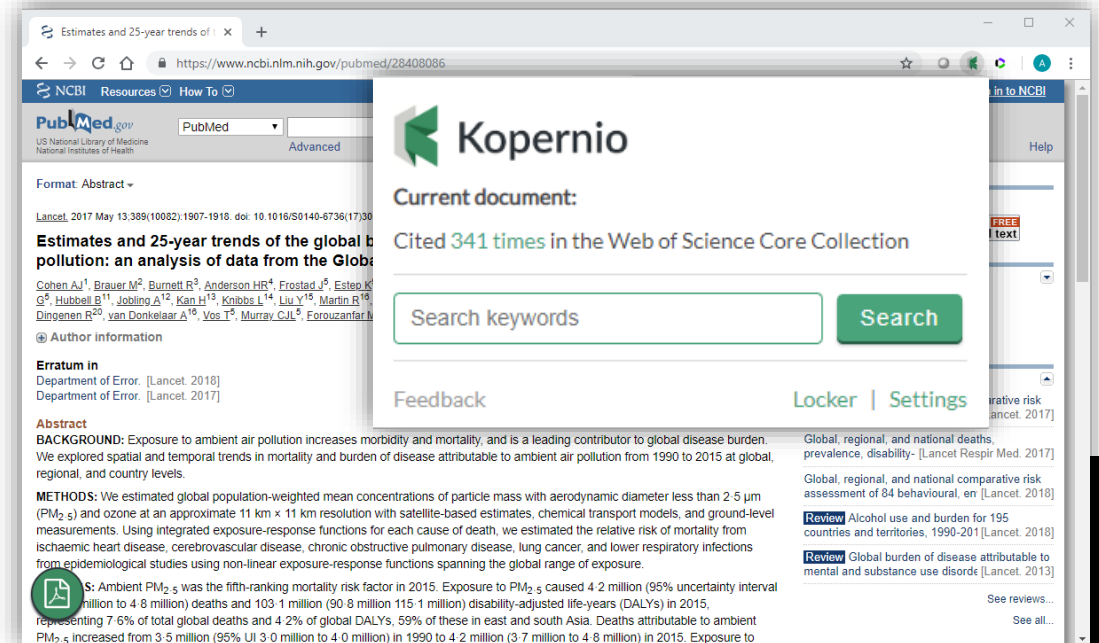 Estimates and 25-year trends of t
https://www.ncbi.nlm.nih.gov/pubmed/28408086
A
NCBI Resources How To
in to NCBI
PubMed.gov
US National Library of Medicine
National Institutes of Health
PubMed
Advanced
Help
Format: Abstract
Kopernio
Current document:
Cited 341 times in the Web of Science Core Collection
Search keywords
Search
Feedback
Locker | Settings
Lancet. 2017 May 13;389(10082):1907-1918. doi: 10.1016/S0140-6736(17)30
Estimates and 25-year trends of the global b
pollution: an analysis of data from the Globa
Cohen AJ1, Brauer M2, Burnett R3, Anderson HR4, Frostad J5, Estep K
G5, Hubbell B11, Jobling A12, Kan H13, Knibbs L14, Liu Y15, Martin R16,
Dingenen R20, van Donkelaar A16, Vos T5, Murray CJL5, Forouzanfar M
Author information
Erratum in
Department of Error. [Lancet. 2018]
Department of Error. [Lancet. 2017]
Abstract
BACKGROUND: Exposure to ambient air pollution increases morbidity and mortality, and is a leading contributor to global disease burden.
We explored spatial and temporal trends in mortality and burden of disease attributable to ambient air pollution from 1990 to 2015 at global,
regional, and country levels.
METHODS: We estimated global population-weighted mean concentrations of particle mass with aerodynamic diameter less than 2·5 μm
(PM2·5) and ozone at an approximate 11 km × 11 km resolution with satellite-based estimates, chemical transport models, and ground-level
measurements. Using integrated exposure-response functions for each cause of death, we estimated the relative risk of mortality from
ischaemic heart disease, cerebrovascular disease, chronic obstructive pulmonary disease, lung cancer, and lower respiratory infections
from epidemiological studies using non-linear exposure-response functions spanning the global range of exposure.
S: Ambient PM2·5 was the fifth-ranking mortality risk factor in 2015. Exposure to PM2·5 caused 4·2 million (95% uncertainty interval
million to 4·8 million) deaths and 103·1 million (90·8 million 115·1 million) disability-adjusted life-years (DALYs) in 2015,
representing 7·6% of total global deaths and 4·2% of global DALYs, 59% of these in east and south Asia. Deaths attributable to ambient
PM2·5 increased from 3·5 million (95% UI 3·0 million to 4·0 million) in 1990 to 4·2 million (3·7 million to 4·8 million) in 2015. Exposure to
FREE
text
rative risk
ancet. 2017]
Global, regional, and national deaths,
prevalence, disability- [Lancet Respir Med. 2017]
Global, regional, and national comparative risk
assessment of 84 behavioural, en [Lancet. 2018]
Review Alcohol use and burden for 195
countries and territories, 1990-201 [Lancet. 2018]
Review Global burden of disease attributable to
mental and substance use disorde [Lancet. 2013]
See reviews...
See all...